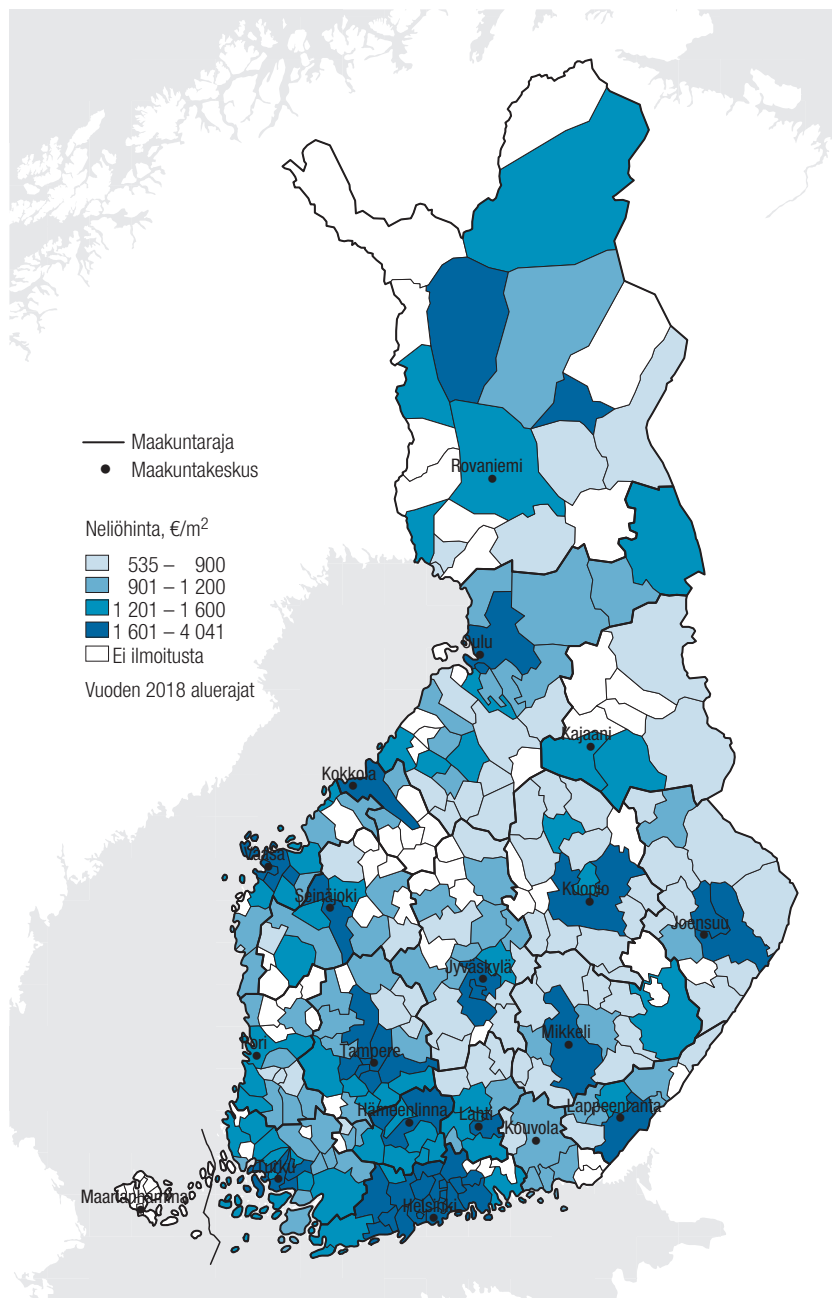 Maakuntaraja
Maakuntakeskus
Rovaniemi
Neliöhinta, €/m²
535 – 900
901 – 1 200
1 201 – 1 600
1 601 – 4 041
Ei ilmoitusta
Vuoden 2018 aluerajat
Oulu
Kajaani
Kokkola
Vaasa
Seinäjoki
Kuopio
Joensuu
Jyväskylä
Mikkeli
Pori
Tampere
Hämeenlinna
Lahti
Lappeenranta
Kouvola
Turku
Maarianhamina
Helsinki